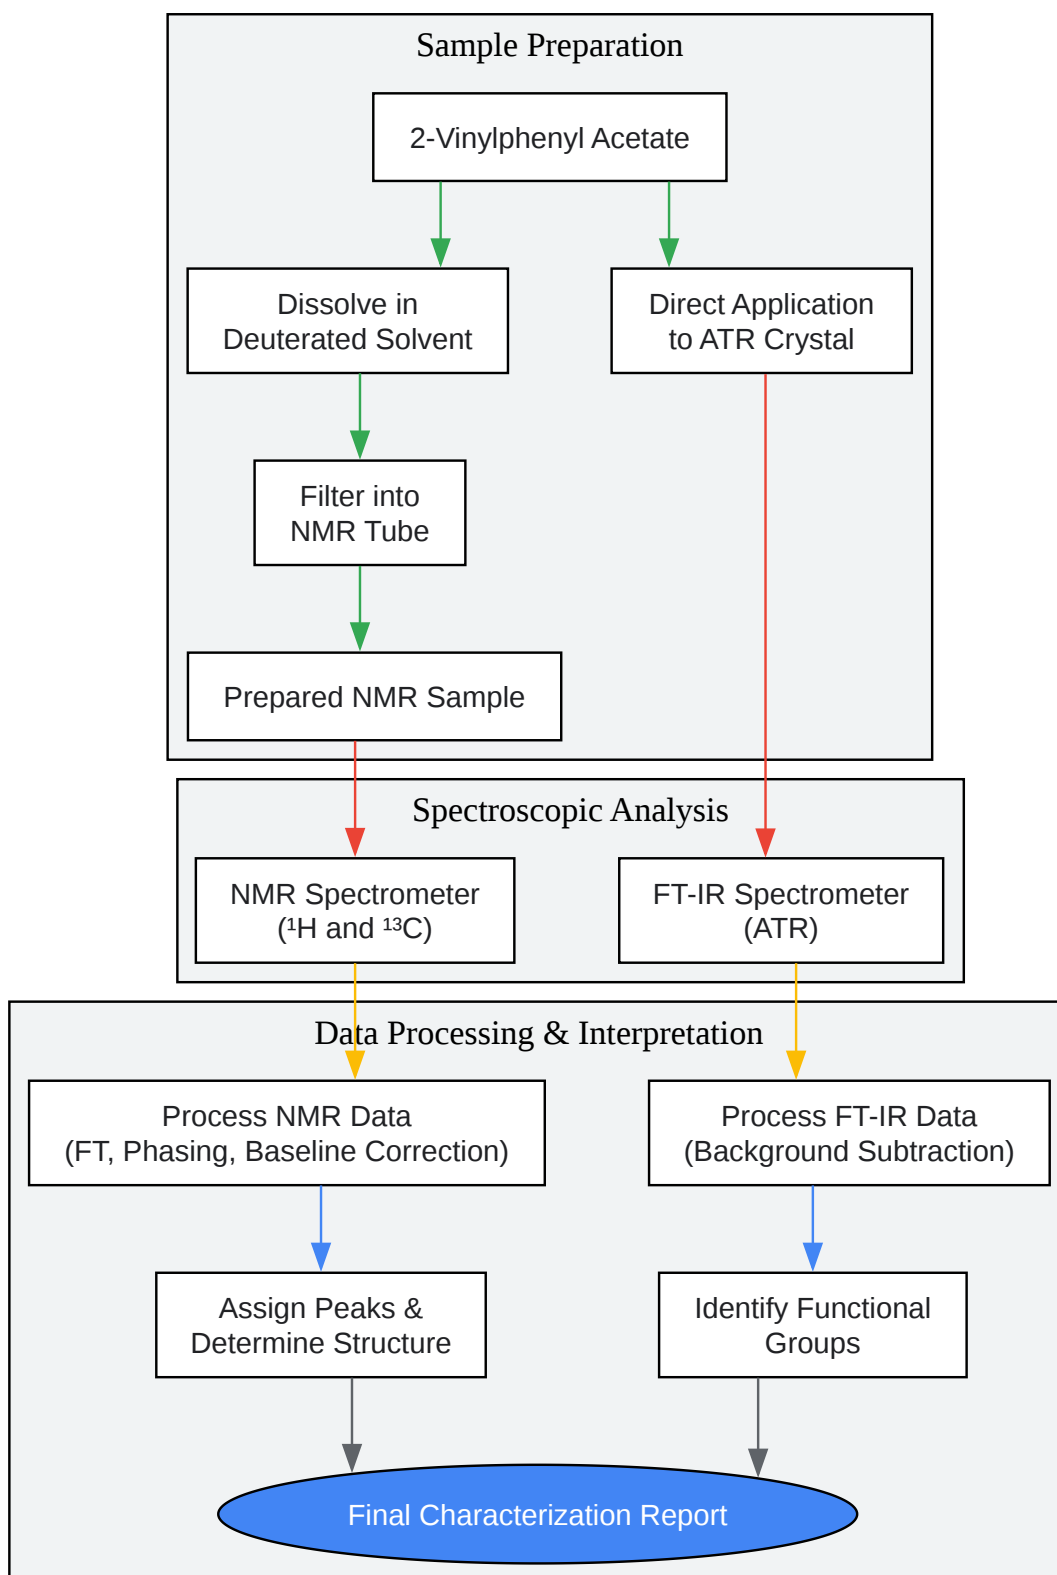 Sample Preparation
2-Vinylphenyl Acetate
Dissolve in
Deuterated Solvent
Direct Application
to ATR Crystal
Filter into
NMR Tube
Prepared NMR Sample
Spectroscopic Analysis
NMR Spectrometer
(¹H and ¹³C)
FT-IR Spectrometer
(ATR)
Data Processing & Interpretation
Process NMR Data
(FT, Phasing, Baseline Correction)
Process FT-IR Data
(Background Subtraction)
Assign Peaks &
Determine Structure
Identify Functional
Groups
Final Characterization Report